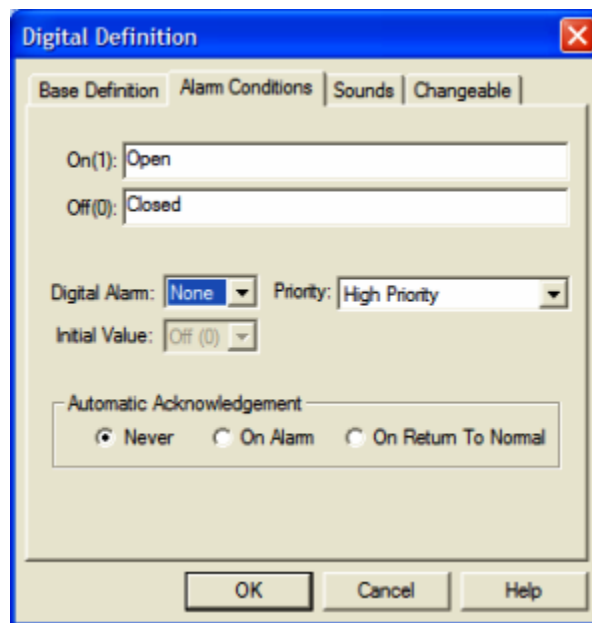 Digital Definition
Base Definition Alarm Conditions Sounds Changeable
On(1): Open
Off(0): Closed
Digital Alarm: None Priority: High Priority
Initial Value: Off (0)
Automatic Acknowledgement
Never On Alarm On Return To Normal
OK Cancel Help